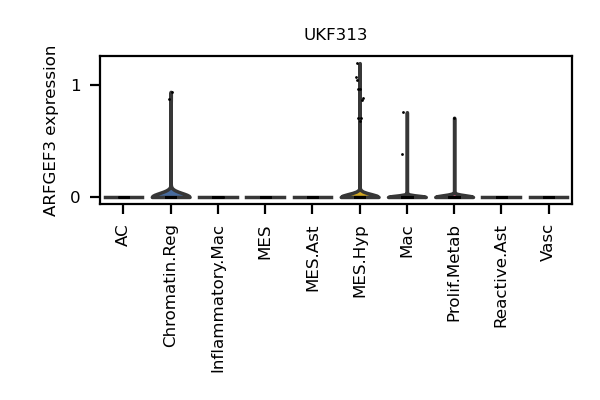 UKF313
ARFGEF3 expression
1
0
AC
Chromatin.Reg
Inflammatory.Mac
MES
MES.Ast
MES.Hyp
Mac
Prolif.Metab
Reactive.Ast
Vasc